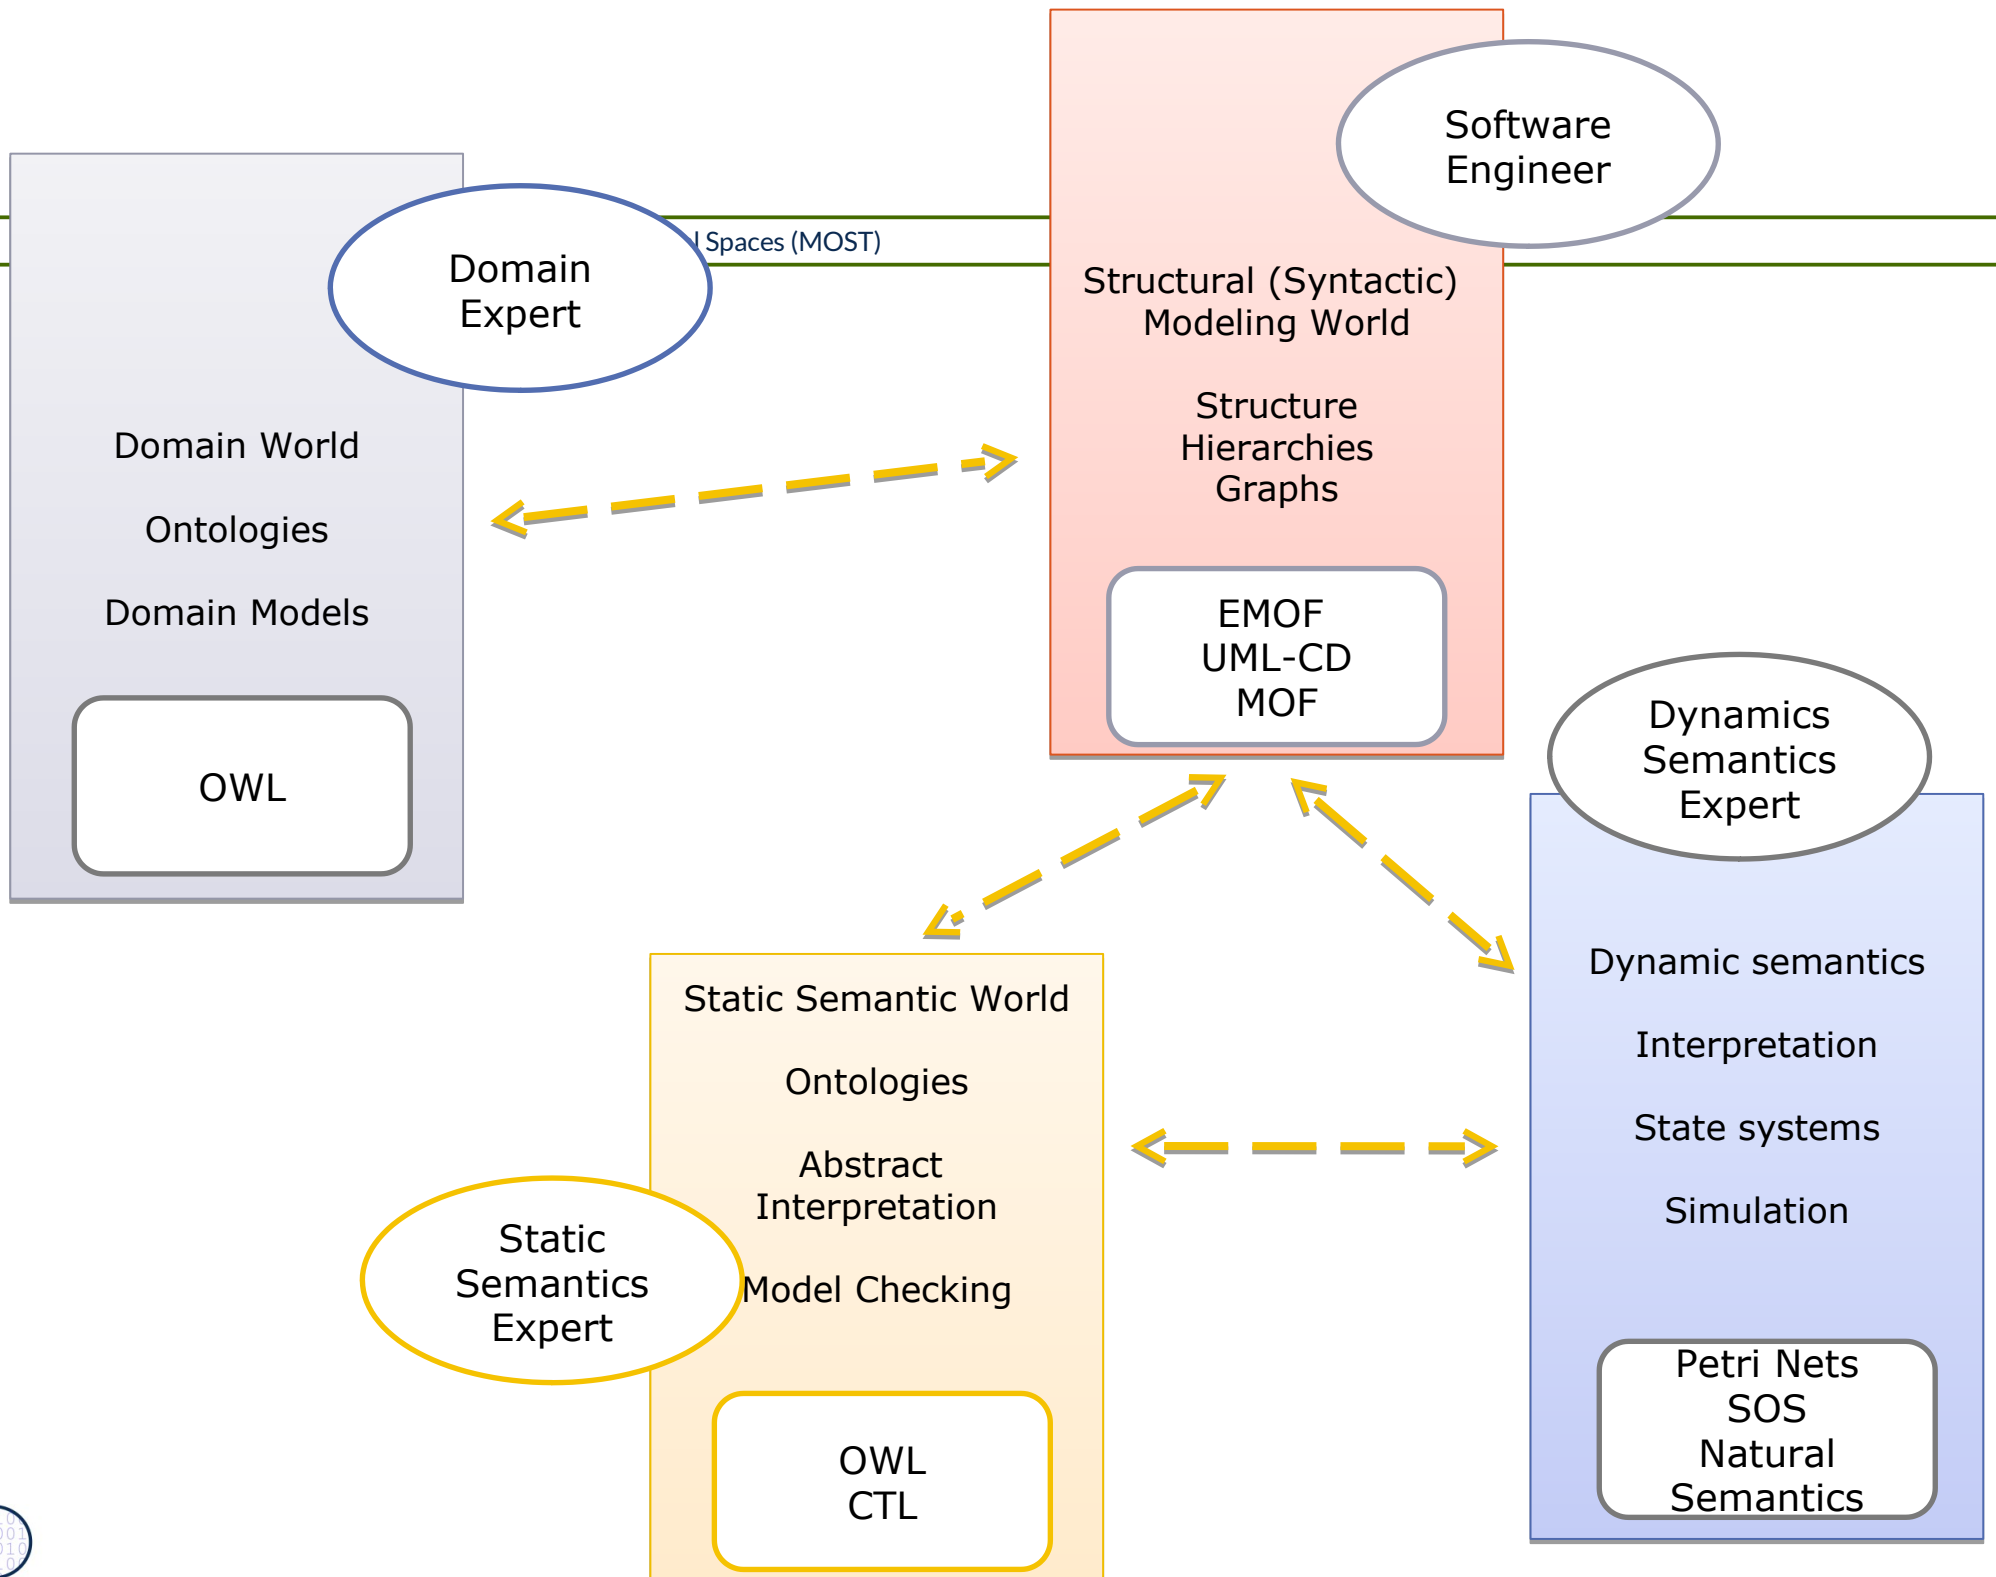 Software
Engineer
Spaces (MOST)
Domain
Expert
Structural (Syntactic)
Modeling World
Structure
Hierarchies
Graphs
EMOF
UML-CD
MOF
Domain World
Ontologies
Domain Models
OWL
Dynamics
Semantics
Expert
Dynamic semantics
Interpretation
State systems
Simulation
Petri Nets
SOS
Natural
Semantics
Static Semantic World
Ontologies
Abstract
Interpretation
Model Checking
Static
Semantics
Expert
OWL
CTL